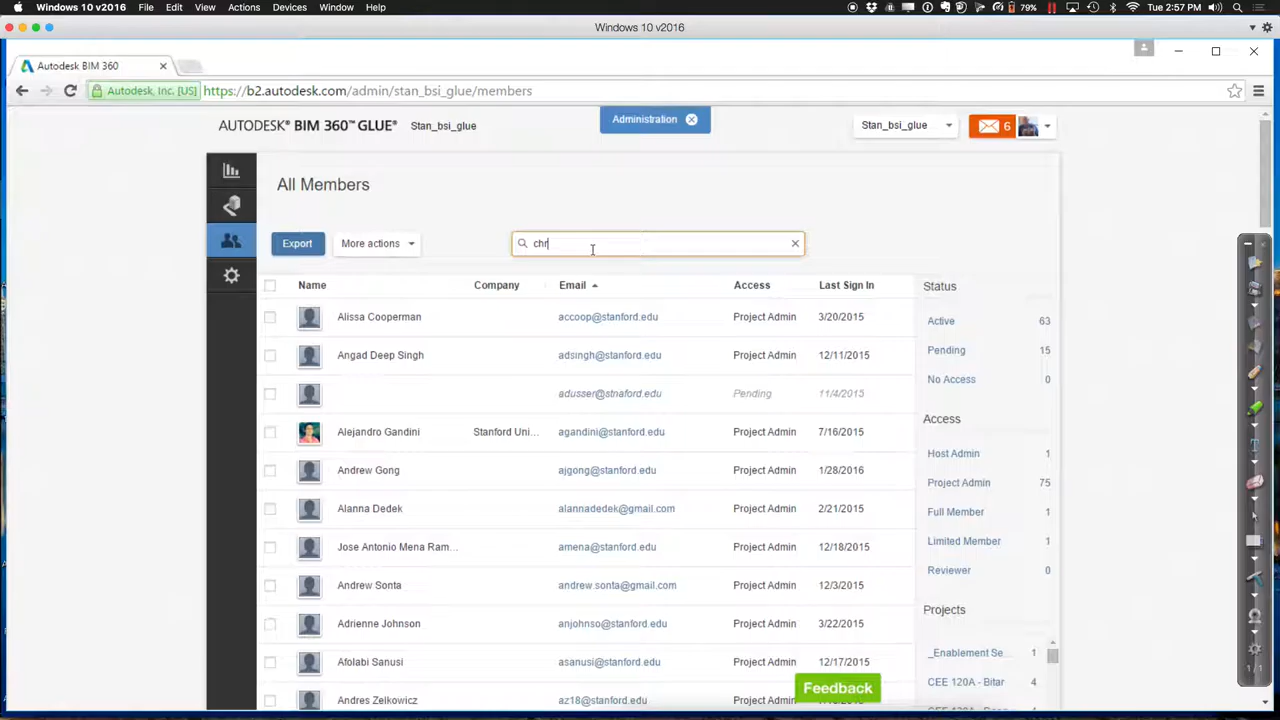 Windows 10 v2016 File Edit View Actions Devices Window Help 79% Tue 2:57 PM
Windows 10 v2016
Autodesk BIM 360
Autodesk, Inc. [US] https://b2.autodesk.com/admin/stan_bsi_glue/members
AUTODESK® BIM 360™ GLUE® Stan_bsi_glue Administration Stan_bsi_glue 6
All Members
Export More actions chr
Name Company Email Access Last Sign In
Alissa Cooperman accoop@stanford.edu Project Admin 3/20/2015
Angad Deep Singh adsingh@stanford.edu Project Admin 12/11/2015
adusser@stnaford.edu Pending 11/4/2015
Alejandro Gandini Stanford Uni... agandini@stanford.edu Project Admin 7/16/2015
Andrew Gong ajgong@stanford.edu Project Admin 1/28/2016
Alanna Dedek alannadedek@gmail.com Project Admin 2/21/2015
Jose Antonio Mena Ram... amena@stanford.edu Project Admin 12/18/2015
Andrew Sonta andrew.sonta@gmail.com Project Admin 12/3/2015
Adrienne Johnson anjohnso@stanford.edu Project Admin 3/22/2015
Afolabi Sanusi asanusi@stanford.edu Project Admin 12/17/2015
Andres Zelkowicz az18@stanford.edu Project Admin
Status
Active 63
Pending 15
No Access 0
Access
Host Admin 1
Project Admin 75
Full Member 1
Limited Member 1
Reviewer 0
Projects
_Enablement Se... 1
CEE 120A - Bitar 4
Feedback
1 / 1